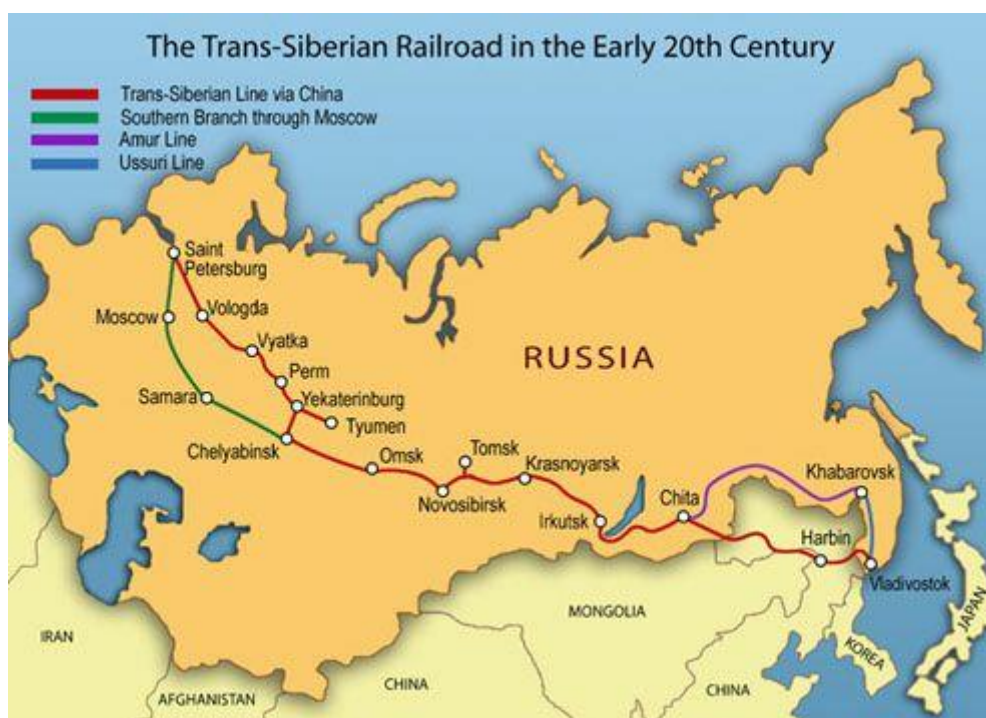 The Trans-Siberian Railroad in the Early 20th Century
Trans-Siberian Line via China
Southern Branch through Moscow
Amur Line
Ussuri Line
Saint
Petersburg
Moscow
Vologda
Vyatka
Perm
RUSSIA
Samara
Yekaterinburg
Tyumen
Chelyabinsk
Omsk
Tomsk
Krasnoyarsk
Novosibirsk
Irkutsk
Chita
Khabarovsk
Harbin
Vladivostok
MONGOLIA
JAPAN
KOREA
IRAN
AFGHANISTAN
CHINA
CHINA